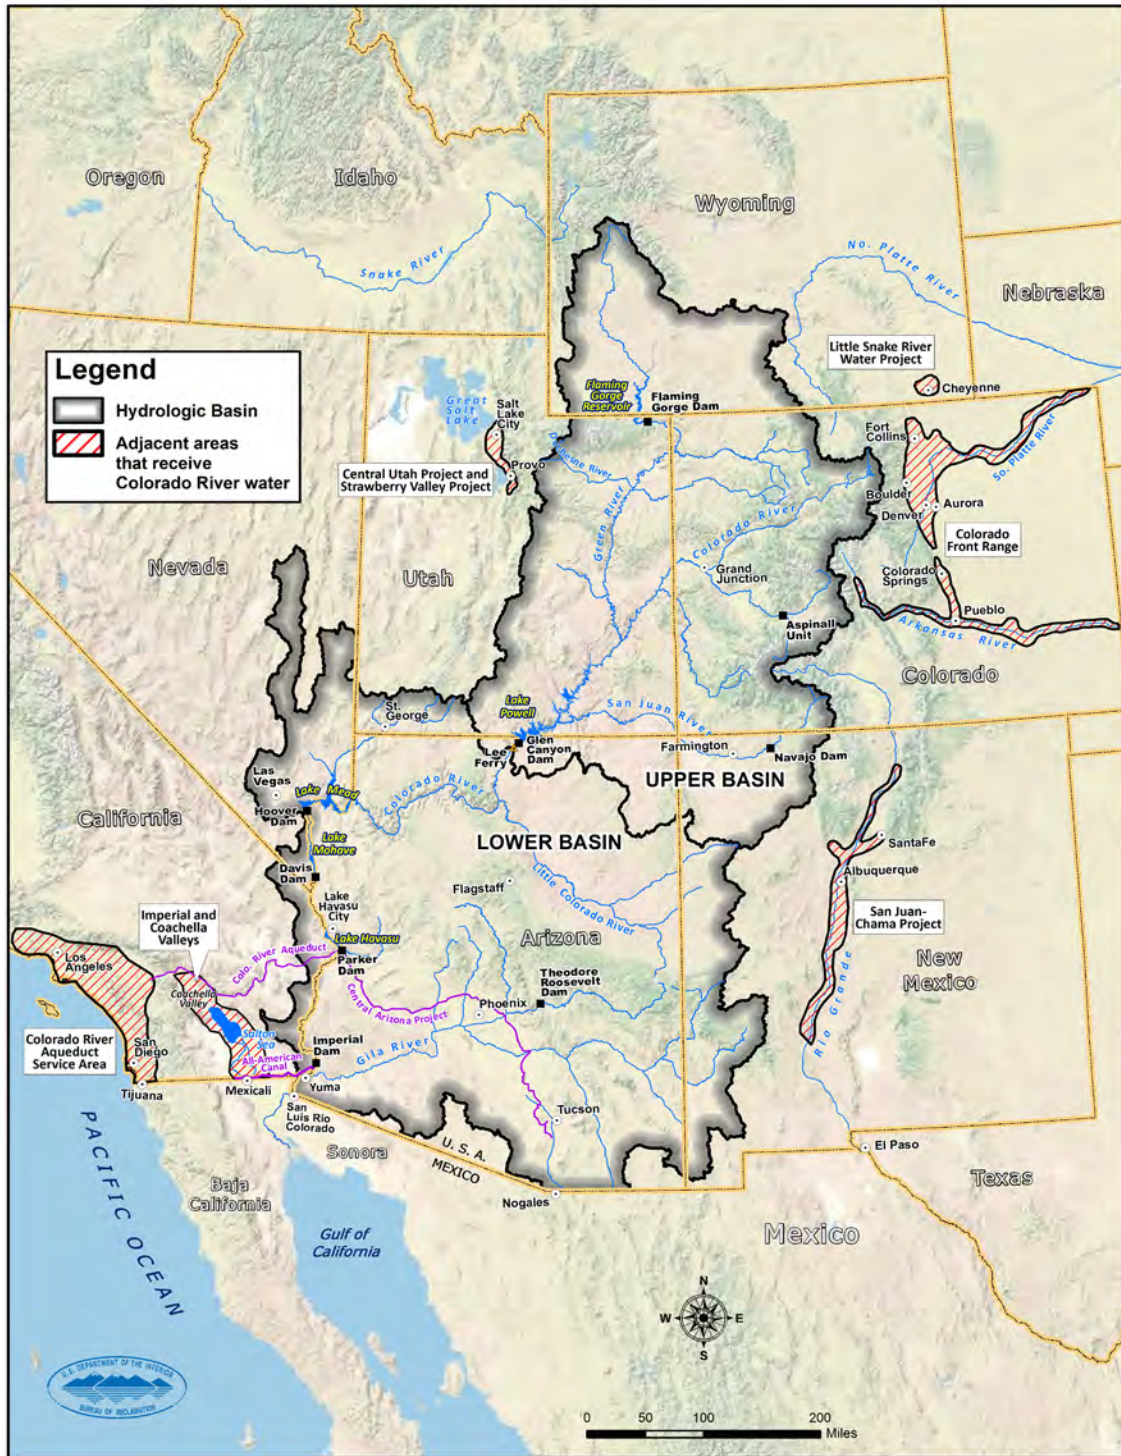 Oregon
Idaho
Wyoming
Snake River
No. Platte River
Nebraska
Legend
Hydrologic Basin
Adjacent areas
that receive
Colorado River water
Little Snake River
Water Project
Cheyenne
Flaming
Gorge
Reservoir
Flaming
Gorge Dam
Great
Salt
Lake
Salt
Lake
City
Provo
Duchesne River
Central Utah Project and
Strawberry Valley Project
Fort
Collins
So. Platte River
Boulder
Denver
Aurora
Colorado
Front Range
Green River
Colorado River
Nevada
Utah
Grand
Junction
Colorado
Springs
Pueblo
Aspinall
Unit
Arkansas River
Colorado
Lake
Powell
St.
George
San Juan River
Lee
Ferry
Glen
Canyon
Dam
Farmington
Navajo Dam
UPPER BASIN
Las
Vegas
Lake Mead
Colorado River
Hoover
Dam
California
Lake
Mohave
LOWER BASIN
SantaFe
Davis
Dam
Flagstaff
Little Colorado River
Albuquerque
Lake
Havasu
City
Imperial and
Coachella
Valleys
San Juan-
Chama Project
Lake Havasu
Arizona
Los
Angeles
Colo. River Aqueduct
Parker
Dam
New
Mexico
Coachella
Valley
Central Arizona Project
Phoenix
Theodore
Roosevelt
Dam
Rio Grande
Colorado River
Aqueduct
Service Area
San
Diego
Salton
Sea
Imperial
Dam
Gila River
All-American
Canal
Tijuana
Mexicali
Yuma
San
Luis Rio
Colorado
Tucson
Sonora
U. S. A.
MEXICO
El Paso
Texas
PACIFIC OCEAN
Baja
California
Nogales
Gulf of
California
Mexico
N
W
E
S
U.S. DEPARTMENT OF THE INTERIOR
BUREAU OF RECLAMATION
0
50
100
200
Miles